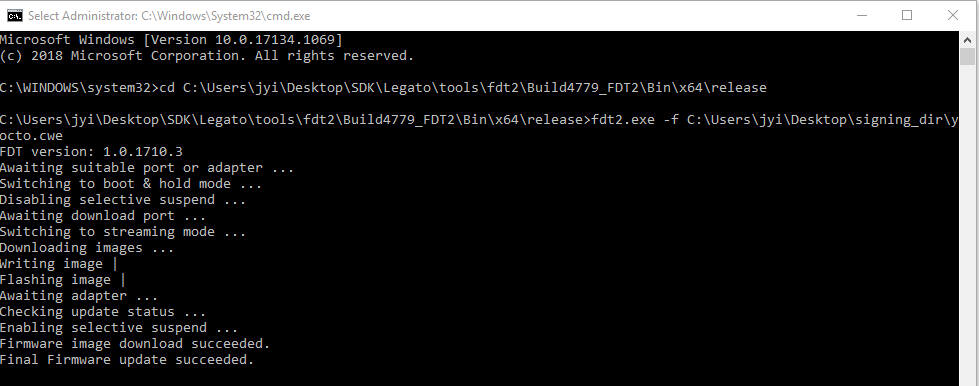 Select Administrator: C:\Windows\System32\cmd.exe
Microsoft Windows [Version 10.0.17134.1069]
(c) 2018 Microsoft Corporation. All rights reserved.
C:\WINDOWS\system32>cd C:\Users\jyi\Desktop\SDK\Legato\tools\fdt2\Build4779_FDT2\Bin\x64\release
C:\Users\jyi\Desktop\SDK\Legato\tools\fdt2\Build4779_FDT2\Bin\x64\release>fdt2.exe -f C:\Users\jyi\Desktop\signing_dir\y
octo.cwe
FDT version: 1.0.1710.3
Awaiting suitable port or adapter ...
Switching to boot & hold mode ...
Disabling selective suspend ...
Awaiting download port ...
Switching to streaming mode ...
Downloading images ...
Writing image |
Flashing image |
Awaiting adapter ...
Checking update status ...
Enabling selective suspend ...
Firmware image download succeeded.
Final Firmware update succeeded.